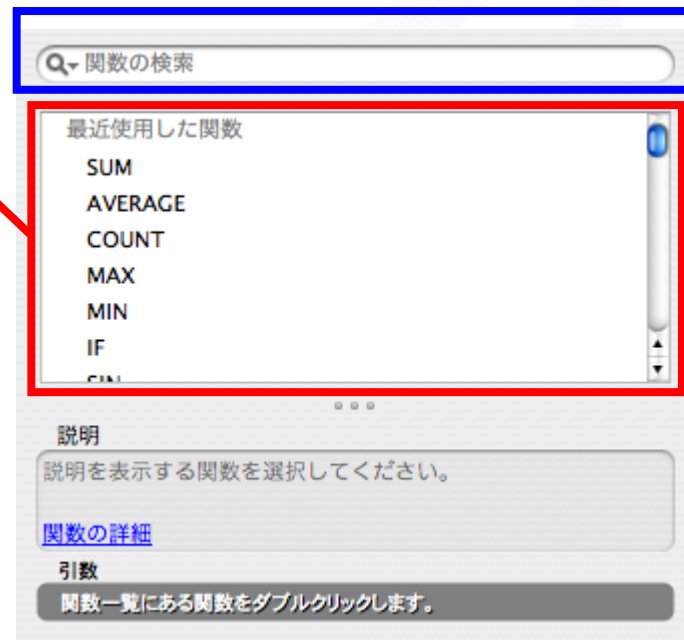 関数の検索
最近使用した関数
SUM
AVERAGE
COUNT
MAX
MIN
IF
説明
説明を表示する関数を選択してください。
関数の詳細
引数
関数一覧にある関数をダブルクリックします。